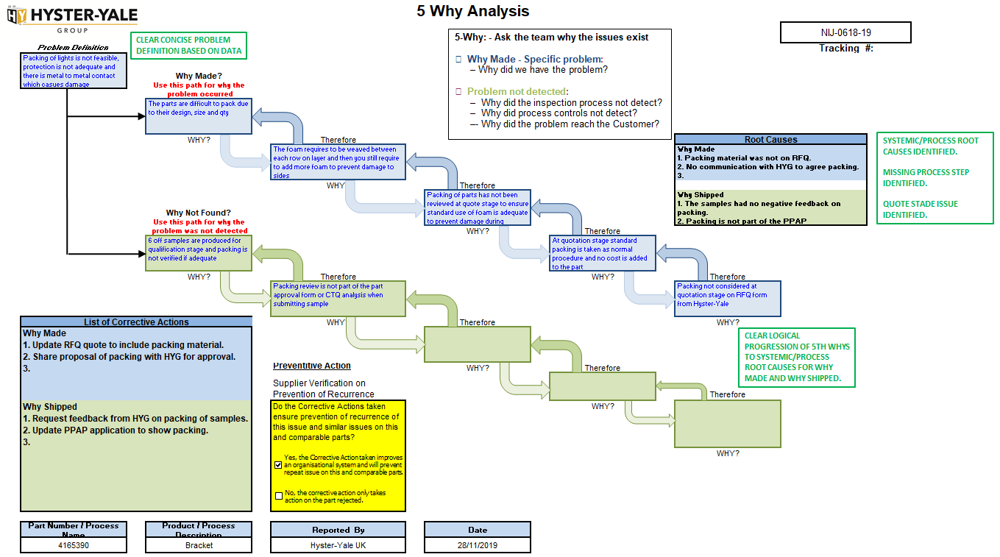 HYSTER-YALE
GROUP
5 Why Analysis
NIJ-0618-19
Tracking #:
Problem Definition
CLEAR CONCISE PROBLEM
DEFINITION BASED ON DATA
Packing of lights is not feasible,
protection is not adequate and
there is metal to metal contact
which casues damage
5-Why: - Ask the team why the issues exist
Why Made - Specific problem:
– Why did we have the problem?
Problem not detected:
– Why did the inspection process not detect?
– Why did process controls not detect?
–- Why did the problem reach the Customer?
Why Made?
Use this path for why the
problem occurred
The parts are difficult to pack due
to their design, size and qty
WHY?
Therefore
The foam requires to be weaved between
each row on layer and then you still require
to add more foam to prevent damage to
sides
WHY
Therefore
Packing of parts has not been
reviewed at quote stage to ensure
standard use of foam is adequate
to prevent damage during
WHY?
Therefore
At quotation stage standard
packing is taken as normal
procedure and no cost is added
to the part
WHY?
Therefore
Packing not considered at
quotation stage on RFQ form
from Hyster-Yale
WHY?
Root Causes
Why Made
1. Packing material was not on RFQ.
2. No communication with HYG to agree packing.
3.
Why Shipped
1. The samples had no negative feedback on
packing.
2. Packing is not part of the PPAP
SYSTEMIC/PROCESS ROOT
CAUSES IDENTIFIED.
MISSING PROCESS STEP
IDENTIFIED.
QUOTE STADE ISSUE
IDENTIFIED.
Why Not Found?
Use this path for why the
problem was not detected
6 off samples are produced for
qualification stage and packing is
not verified if adequate
WHY?
Therefore
Packing review is not part of the part
approval form or CTQ analysis when
submitting sample
WHY
Therefore
WHY?
Therefore
WHY?
Therefore
WHY?
CLEAR LOGICAL
PROGRESSION OF 5TH WHYS
TO SYSTEMIC/PROCESS
ROOT CAUSES FOR WHY
MADE AND WHY SHIPPED.
List of Corrective Actions
Why Made
1. Update RFQ quote to include packing material.
2. Share proposal of packing with HYG for approval.
3.
Why Shipped
1. Request feedback from HYG on packing of samples.
2. Update PPAP application to show packing.
3.
Preventitive Action
Supplier Verification on
Prevention of Recurrence
Do the Corrective Actions taken
ensure prevention of recurrence of
this issue and similar issues on this
and comparable parts?
Yes, the Corrective Action taken improves
an organisational system and will prevent
repeat issue on this and comparable parts.
No, the corrective action only takes
action on the part rejected.
Part Number / Process
Name
4165390
Product / Process
Description
Bracket
Reported By
Hyster-Yale UK
Date
28/11/2019